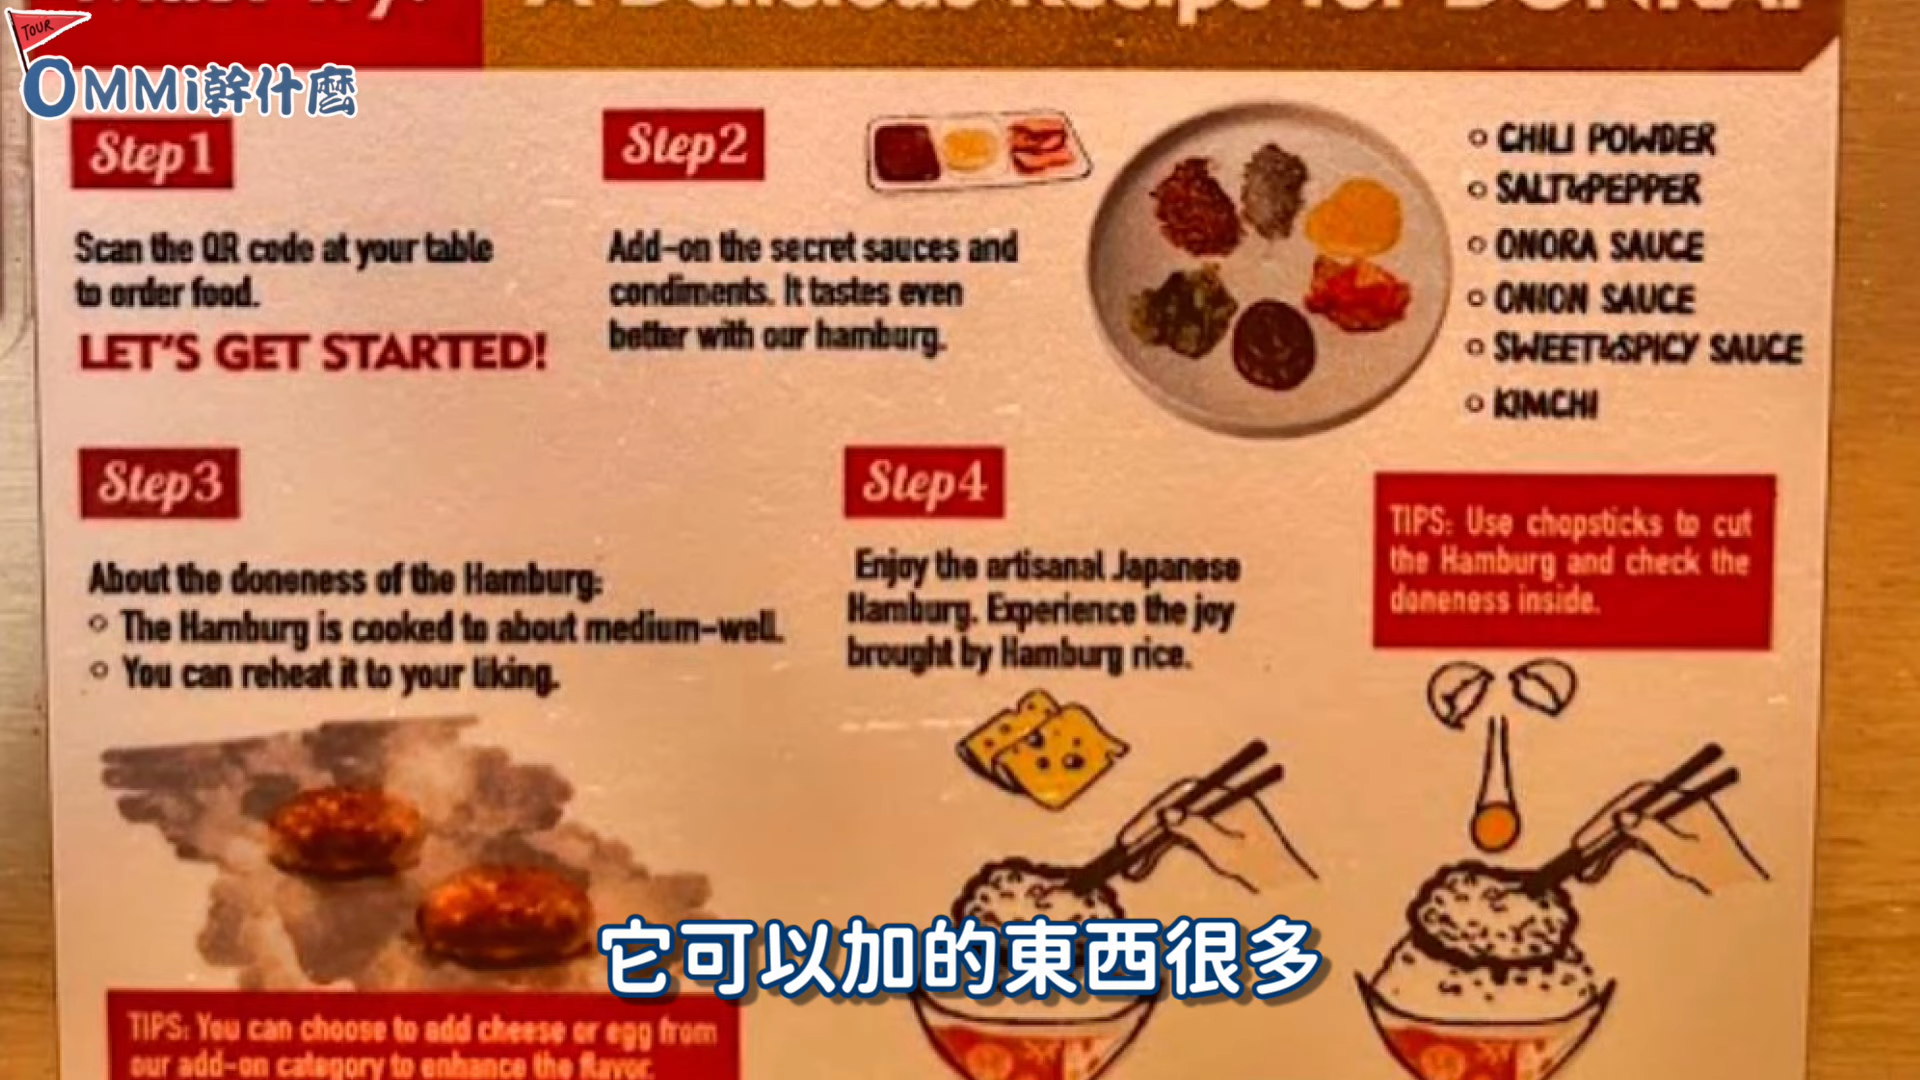 TOUR
OMMi幹什麼
A Delicious Recipe for
Step1
Scan the QR code at your table
to order food.
LET'S GET STARTED!
Step2
Add-on the secret sauces and
condiments. It tastes even
better with our hamburg.
CHILI POWDER
SALT&PEPPER
ONORA SAUCE
ONION SAUCE
SWEET&SPICY SAUCE
KIMCHI
Step3
About the doneness of the Hamburg:
The Hamburg is cooked to about medium-well.
You can reheat it to your liking.
Step4
Enjoy the artisanal Japanese
Hamburg. Experience the joy
brought by Hamburg rice.
TIPS: Use chopsticks to cut
the Hamburg and check the
doneness inside.
它可以加的東西很多
TIPS: You can choose to add cheese or egg from
our add-on category to enhance the flavor.